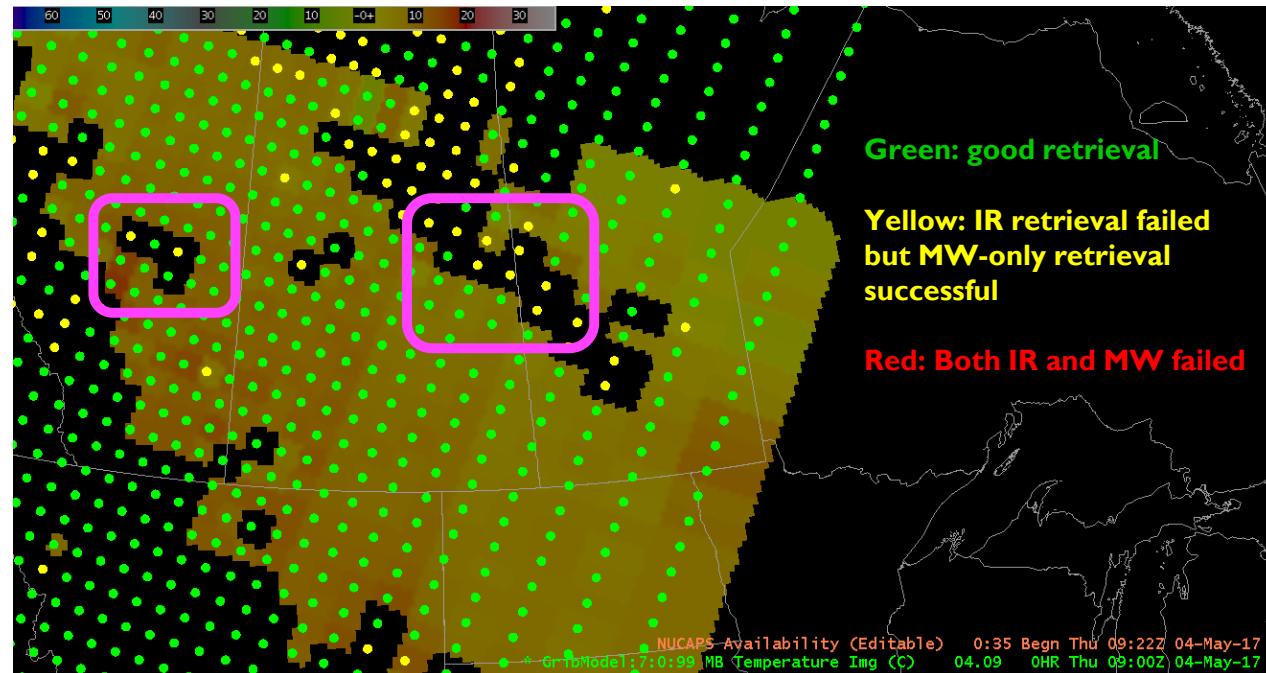 60 50 40 30 20 10 -0+ 10 20 30
Green: good retrieval
Yellow: IR retrieval failed
but MW-only retrieval
successful
Red: Both IR and MW failed
NUCAPS Availability (Editable) 0:35 Begn Thu 09:22Z 04-May-17
* GribModel:7:0:99 MB Temperature Img (C) 04.09 0HR Thu 09:00Z 04-May-17